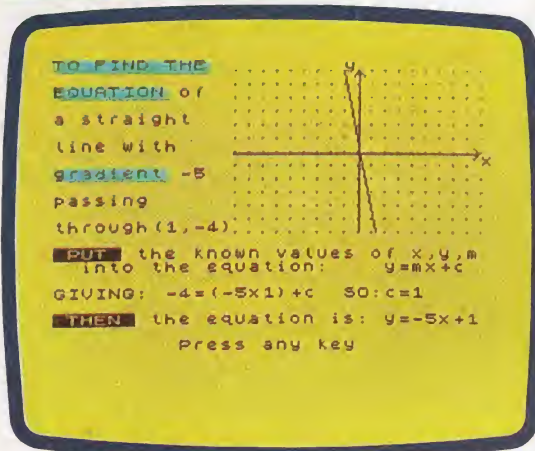 TO FIND THE
EQUATION of
a straight
line with
gradient -5
passing
through(1,-4)
y
x
PUT the known values of x,y,m
into the equation: y=mx+c
GIVING: -4=(-5x1)+c SO:c=1
THEN the equation is: y=-5x+1
Press any key